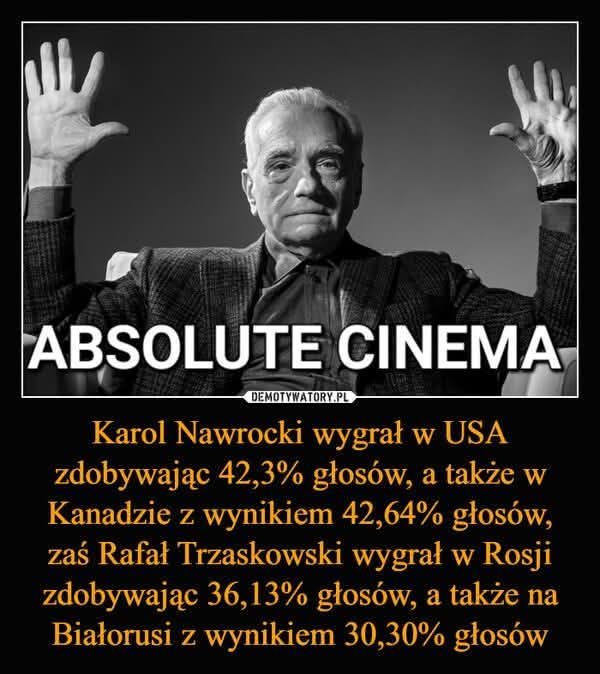 ABSOLUTE CINEMA
DEMOTYWATORY.PL
Karol Nawrocki wygrał w USA
zdobywając 42,3% głosów, a także w
Kanadzie z wynikiem 42,64% głosów,
zaś Rafał Trzaskowski wygrał w Rosji
zdobywając 36,13% głosów, a także na
Białorusi z wynikiem 30,30% głosów